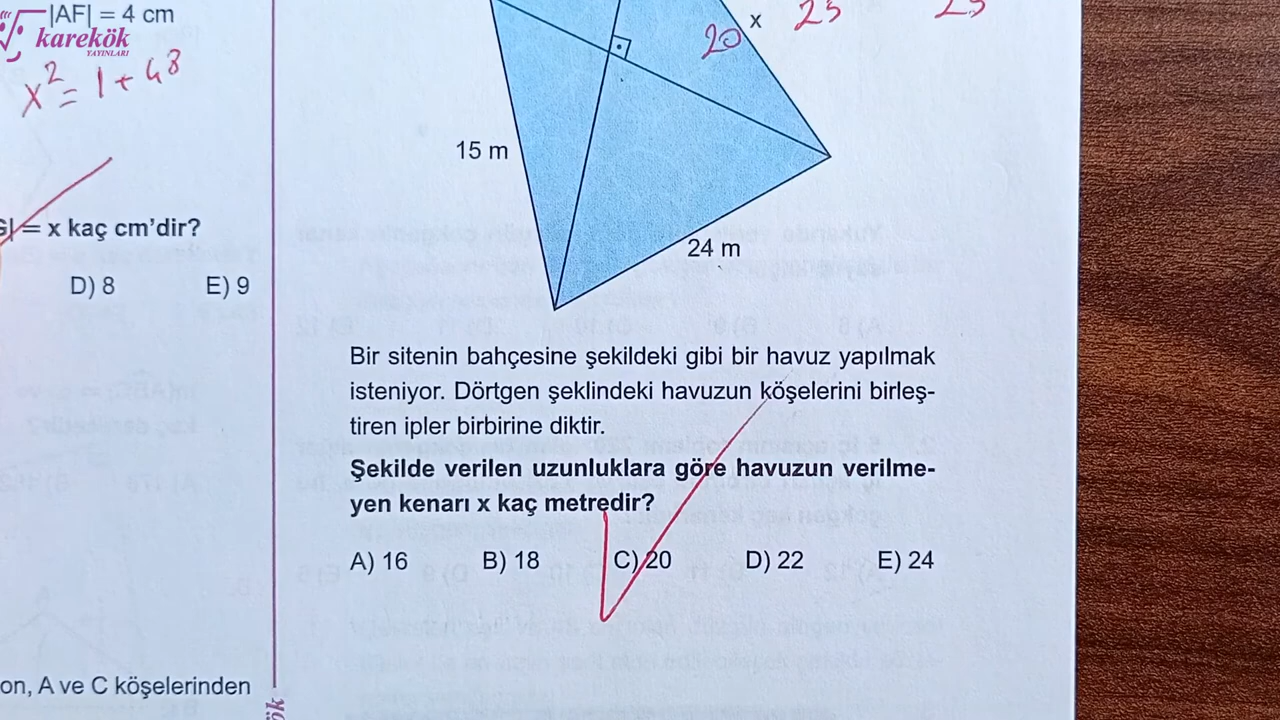 |AF| = 4 cm
karekök
YAYINLARI
x² = 1 + 48
= x kaç cm'dir?
D) 8 E) 9
on, A ve C köşelerinden
20 x 25 25
15 m
24 m
Bir sitenin bahçesine şekildeki gibi bir havuz yapılmak
isteniyor. Dörtgen şeklindeki havuzun köşelerini birleş-
tiren ipler birbirine diktir.
Şekilde verilen uzunluklara göre havuzun verilme-
yen kenarı x kaç metredir?
A) 16 B) 18 C) 20 D) 22 E) 24